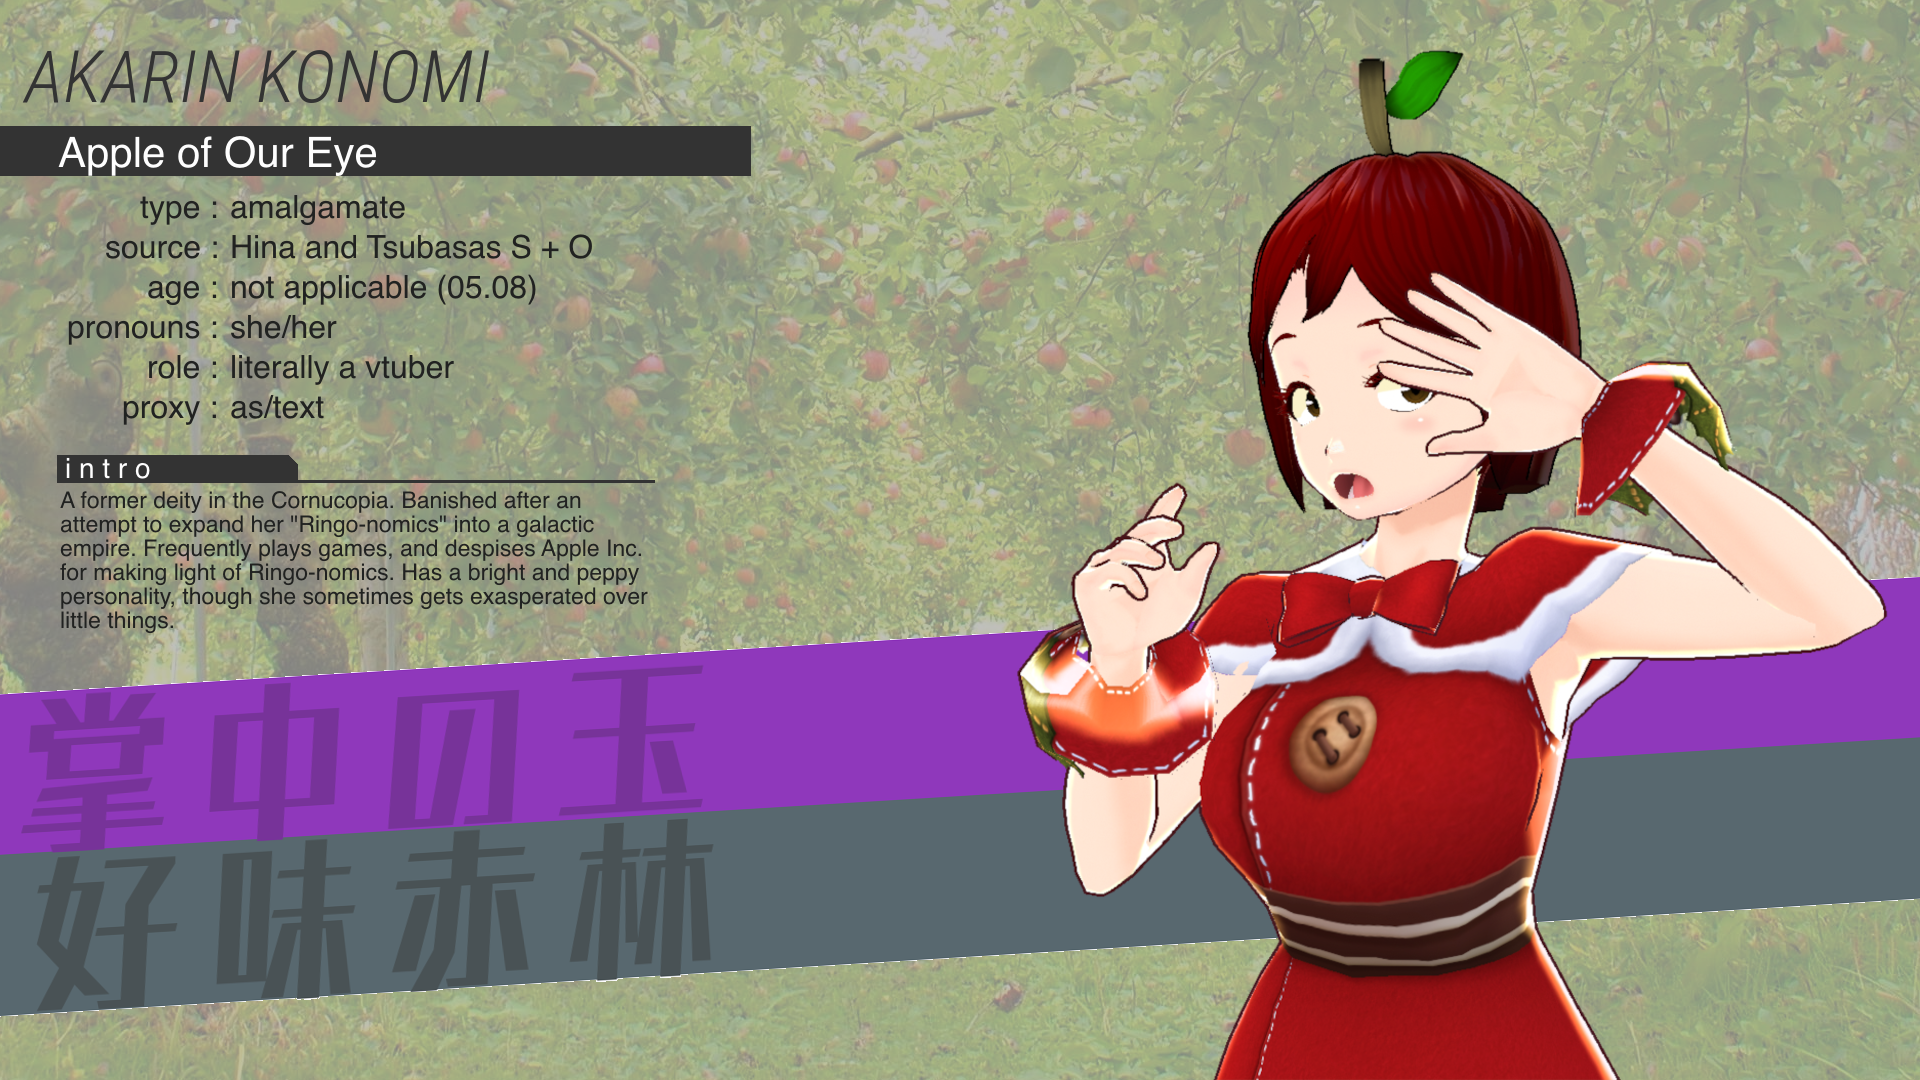 AKARIN KONOMI
Apple of Our Eye
type : amalgamate
source : Hina and Tsubasas S + O
age : not applicable (05.08)
pronouns : she/her
role : literally a vtuber
proxy : as/text
intro
A former deity in the Cornucopia. Banished after an
attempt to expand her "Ringo-nomics" into a galactic
empire. Frequently plays games, and despises Apple Inc.
for making light of Ringo-nomics. Has a bright and peppy
personality, though she sometimes gets exasperated over
little things.
掌中の玉
好味赤林